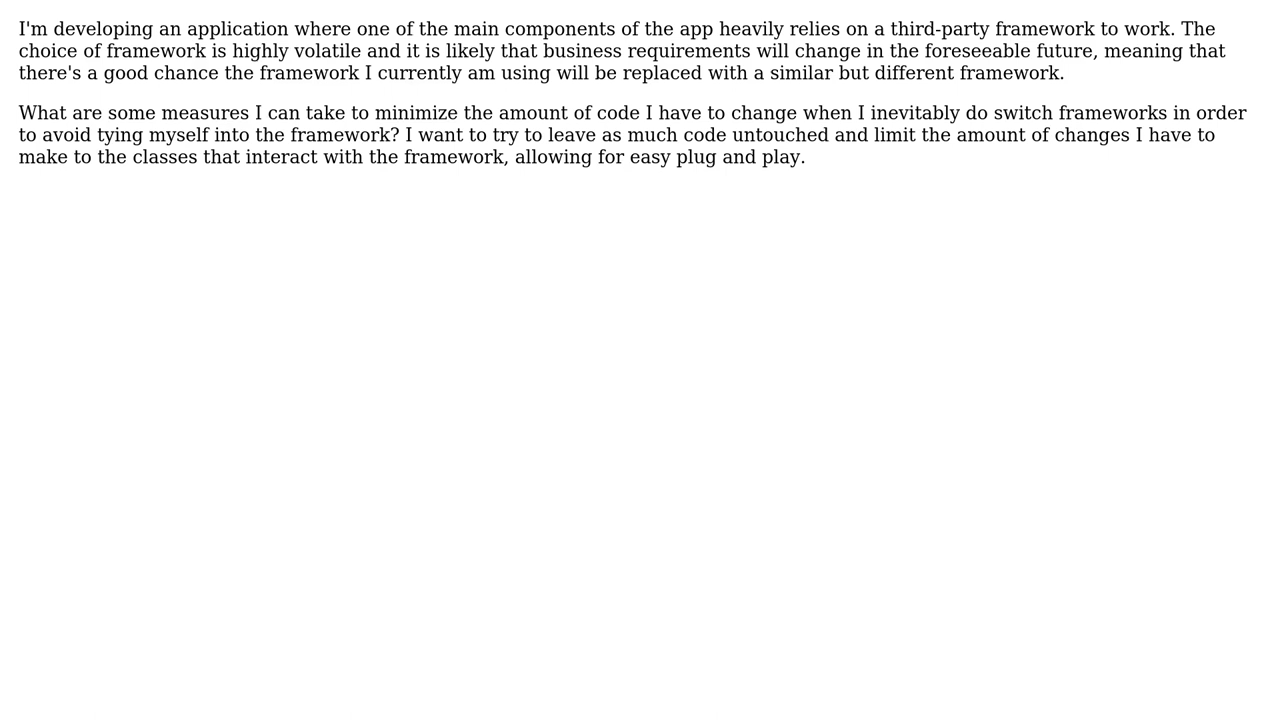 I'm developing an application where one of the main components of the app heavily relies on a third-party framework to work. The
choice of framework is highly volatile and it is likely that business requirements will change in the foreseeable future, meaning that
there's a good chance the framework I currently am using will be replaced with a similar but different framework.
What are some measures I can take to minimize the amount of code I have to change when I inevitably do switch frameworks in order
to avoid tying myself into the framework? I want to try to leave as much code untouched and limit the amount of changes I have to
make to the classes that interact with the framework, allowing for easy plug and play.